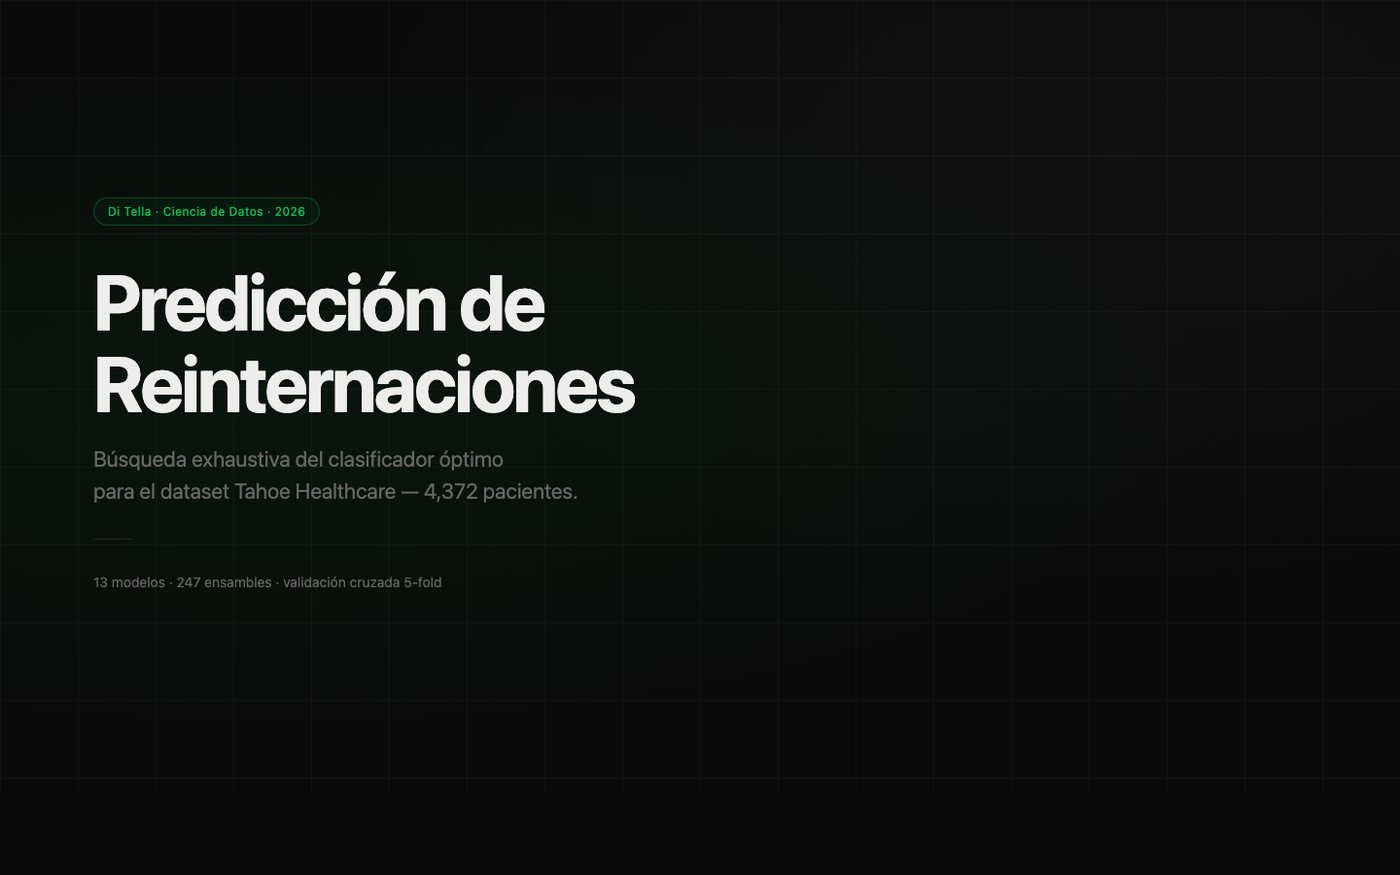 Di Tella · Ciencia de Datos · 2026
Predicción de
Reinternaciones
Búsqueda exhaustiva del clasificador óptimo
para el dataset Tahoe Healthcare — 4,372 pacientes.
13 modelos · 247 ensambles · validación cruzada 5-fold